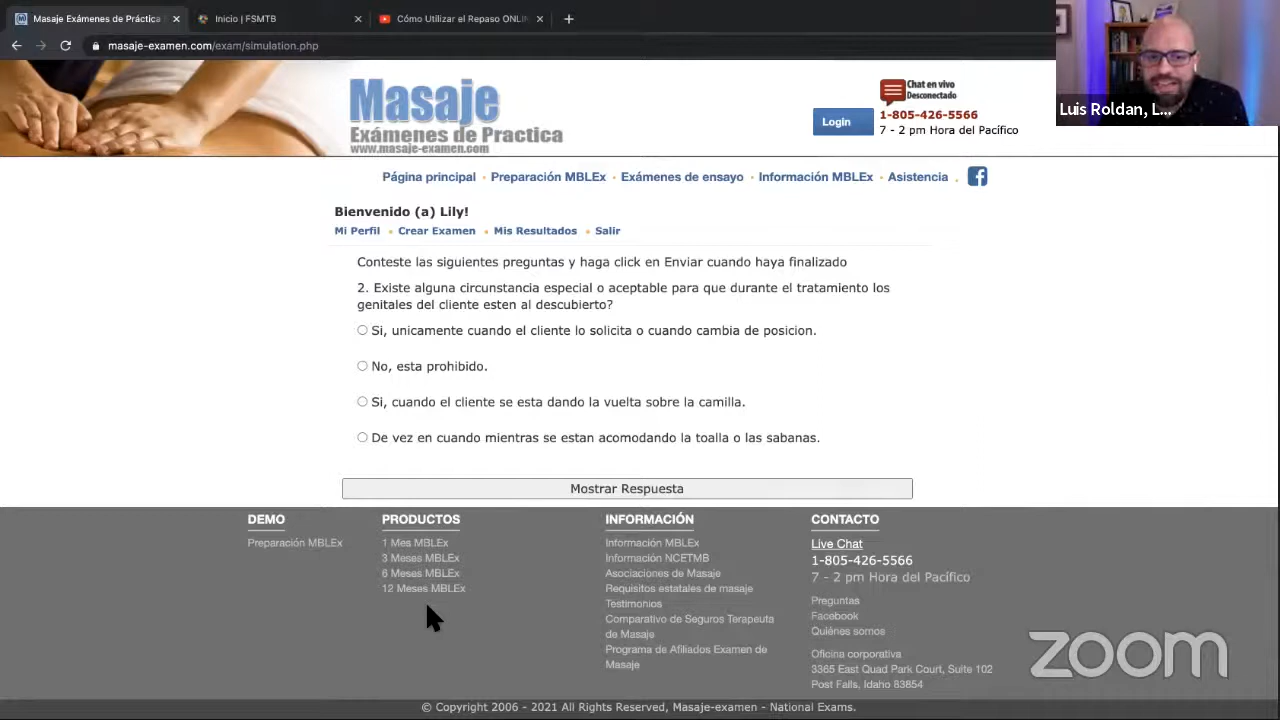 Masaje Exámenes de Práctica
Inicio | FSMTB
Cómo Utilizar el Repaso ONLIN
masaje-examen.com/exam/simulation.php
Masaje
Exámenes de Practica
www.masaje-examen.com
Login
Chat en vivo
Desconectado
1-805-426-5566
7 - 2 pm Hora del Pacífico
Luis Roldan, L...
Página principal
Preparación MBLEx
Exámenes de ensayo
Información MBLEx
Asistencia
Bienvenido (a) Lily!
Mi Perfil
Crear Examen
Mis Resultados
Salir
Conteste las siguientes preguntas y haga click en Enviar cuando haya finalizado
2. Existe alguna circunstancia especial o aceptable para que durante el tratamiento los
genitales del cliente esten al descubierto?
Si, unicamente cuando el cliente lo solicita o cuando cambia de posicion.
No, esta prohibido.
Si, cuando el cliente se esta dando la vuelta sobre la camilla.
De vez en cuando mientras se estan acomodando la toalla o las sabanas.
Mostrar Respuesta
DEMO
Preparación MBLEx
PRODUCTOS
1 Mes MBLEx
3 Meses MBLEx
6 Meses MBLEx
12 Meses MBLEx
INFORMACIÓN
Información MBLEx
Información NCETMB
Asociaciones de Masaje
Requisitos estatales de masaje
Testimonios
Comparativo de Seguros Terapeuta
de Masaje
Programa de Afiliados Examen de
Masaje
CONTACTO
Live Chat
1-805-426-5566
7 - 2 pm Hora del Pacífico
Preguntas
Facebook
Quiénes somos
Oficina corporativa
3365 East Quad Park Court, Suite 102
Post Falls, Idaho 83854
zoom
© Copyright 2006 - 2021 All Rights Reserved, Masaje-examen - National Exams.